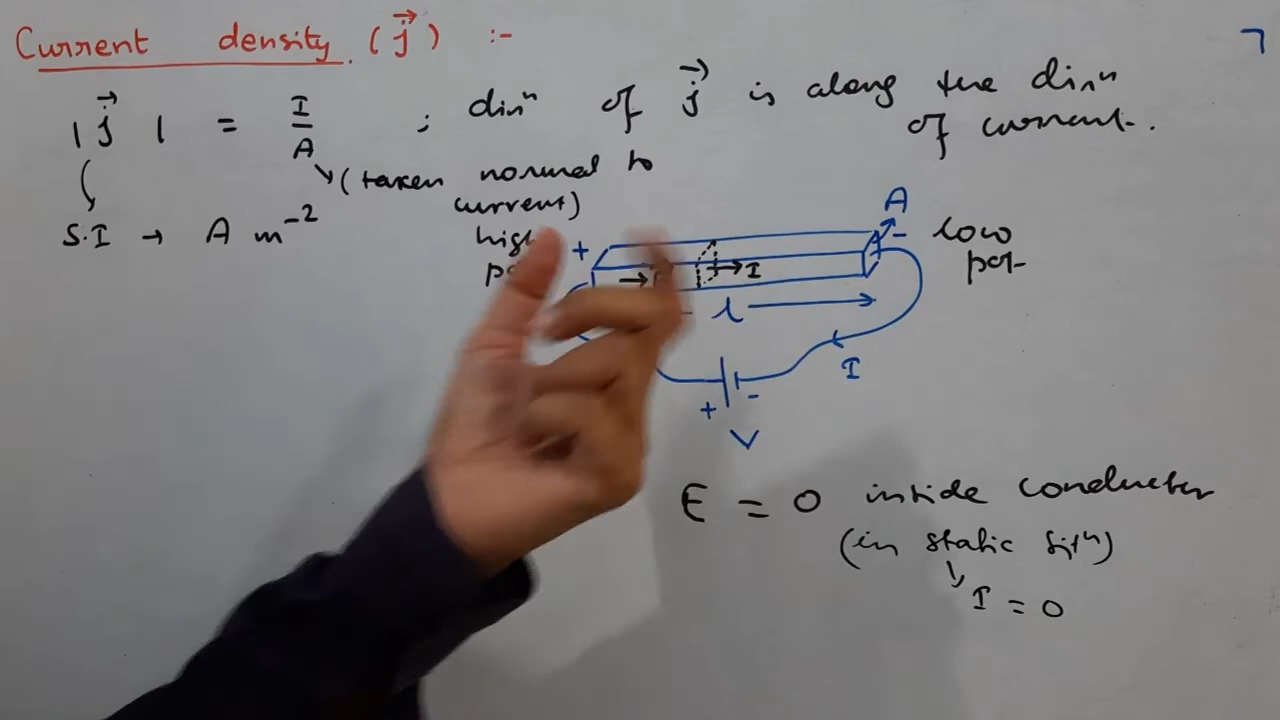 Current density (j⃗) :-
|j⃗| = I/A ; dirⁿ of j⃗ is along the dirⁿ
of current.
(taken normal to
current)
S.I → A m⁻²
high
+
A
-
low
pot-
→ I
l
I
+ -
V
E = 0 inside conductor
(in static sitⁿ)
I = 0